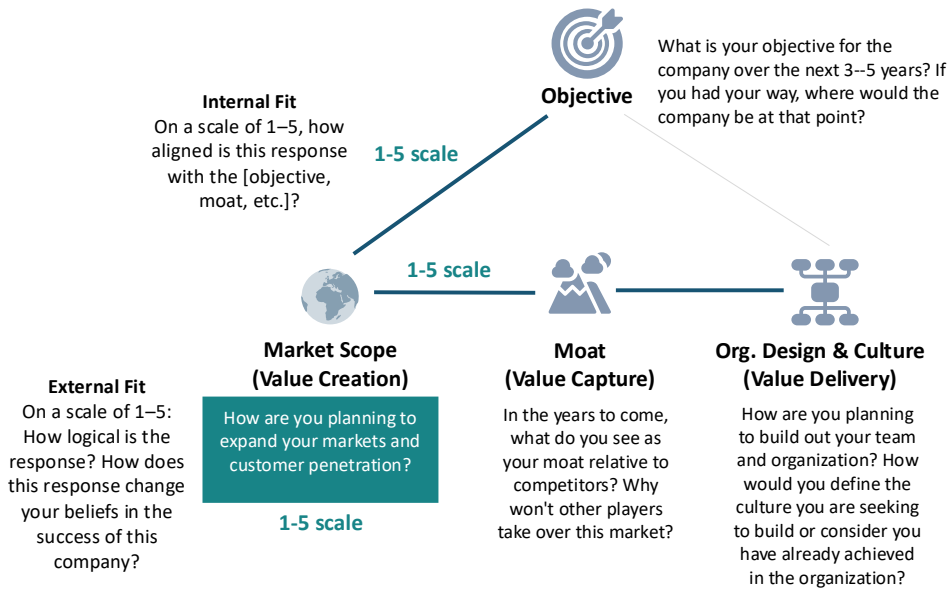 What is your objective for the
company over the next 3--5 years? If
you had your way, where would the
company be at that point?
Objective
Internal Fit
On a scale of 1–5, how
aligned is this response
with the [objective,
moat, etc.]?
1-5 scale
1-5 scale
Market Scope
(Value Creation)
Moat
(Value Capture)
Org. Design & Culture
(Value Delivery)
External Fit
On a scale of 1–5:
How logical is the
response? How does
this response change
your beliefs in the
success of this
company?
How are you planning to
expand your markets and
customer penetration?
1-5 scale
In the years to come,
what do you see as
your moat relative to
competitors? Why
won't other players
take over this market?
How are you planning
to build out your team
and organization? How
would you define the
culture you are seeking
to build or consider you
have already achieved
in the organization?